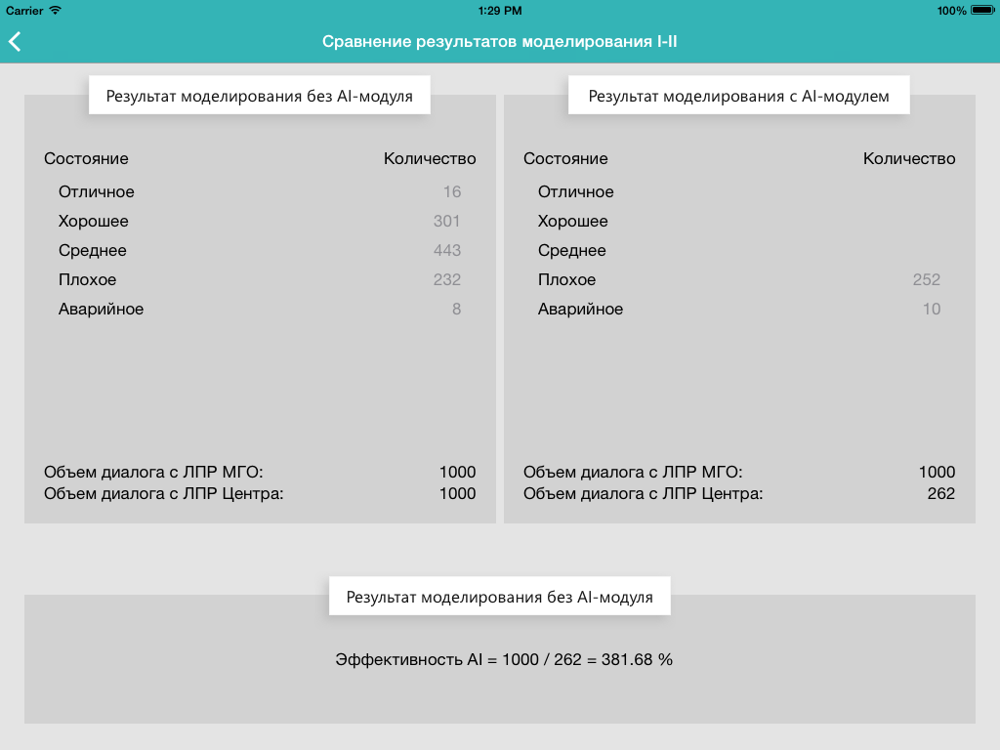 Carrier 1:29 PM 100%
Сравнение результатов моделирования I-II
Результат моделирования без AI-модуля
Состояние Количество
Отличное 16
Хорошее 301
Среднее 443
Плохое 232
Аварийное 8
Объем диалога с ЛПР МГО: 1000
Объем диалога с ЛПР Центра: 1000
Результат моделирования с AI-модулем
Состояние Количество
Отличное
Хорошее
Среднее
Плохое 252
Аварийное 10
Объем диалога с ЛПР МГО: 1000
Объем диалога с ЛПР Центра: 262
Результат моделирования без AI-модуля
Эффективность AI = 1000 / 262 = 381.68 %